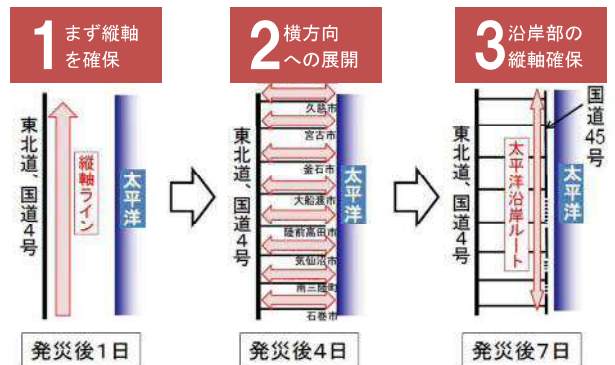 1 まず縦軸
を確保
2 横方向
への展開
3 沿岸部の
縦軸確保
東北道、国道4号
縦軸ライン
太平洋
発災後1日
東北道、国道4号
久慈市
宮古市
釜石市
大船渡市
陸前高田市
気仙沼市
南三陸町
石巻市
太平洋
発災後4日
東北道、国道4号
太平洋沿岸ルート
国道45号
太平洋
発災後7日